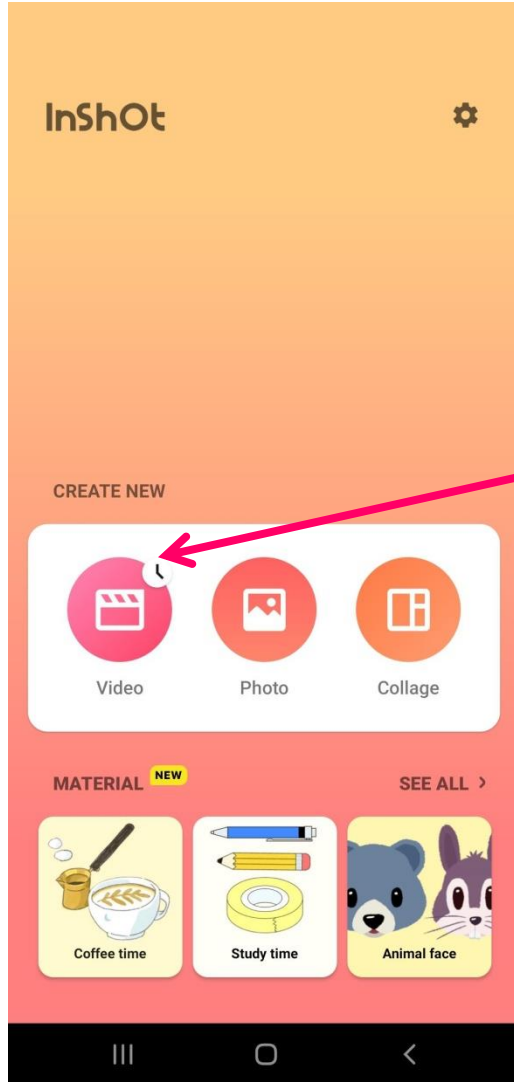 InShOt
CREATE NEW
Video Photo Collage
MATERIAL NEW SEE ALL >
Coffee time Study time Animal face